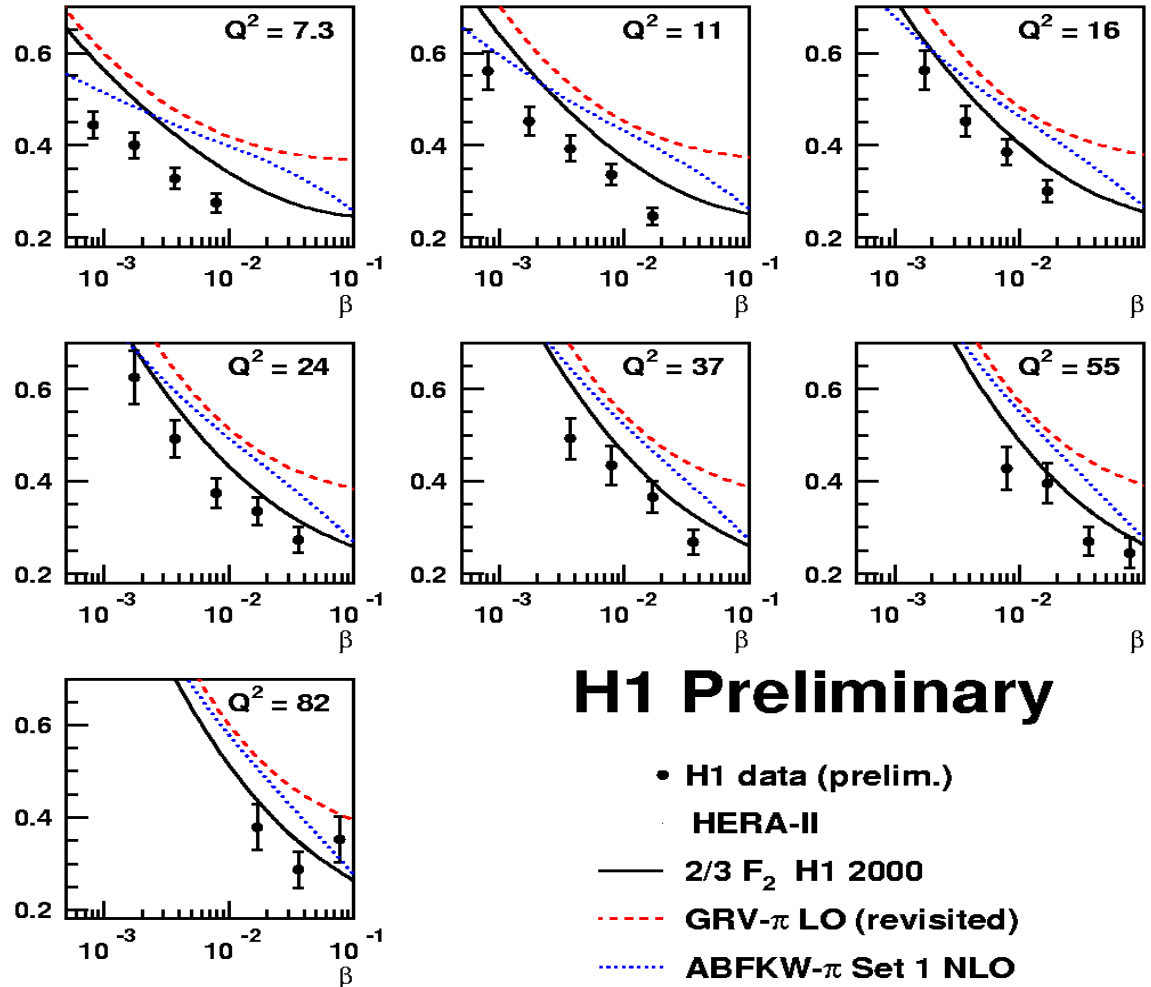 Q² = 7.3
0.6
0.4
0.2
10⁻³ 10⁻² 10⁻¹
β
Q² = 11
0.6
0.4
0.2
10⁻³ 10⁻² 10⁻¹
β
Q² = 16
0.6
0.4
0.2
10⁻³ 10⁻² 10⁻¹
β
Q² = 24
0.6
0.4
0.2
10⁻³ 10⁻² 10⁻¹
β
Q² = 37
0.6
0.4
0.2
10⁻³ 10⁻² 10⁻¹
β
Q² = 55
0.6
0.4
0.2
10⁻³ 10⁻² 10⁻¹
β
Q² = 82
0.6
0.4
0.2
10⁻³ 10⁻² 10⁻¹
β
H1 Preliminary
H1 data (prelim.)
HERA-II
2/3 F₂ H1 2000
GRV-π LO (revisited)
ABFKW-π Set 1 NLO